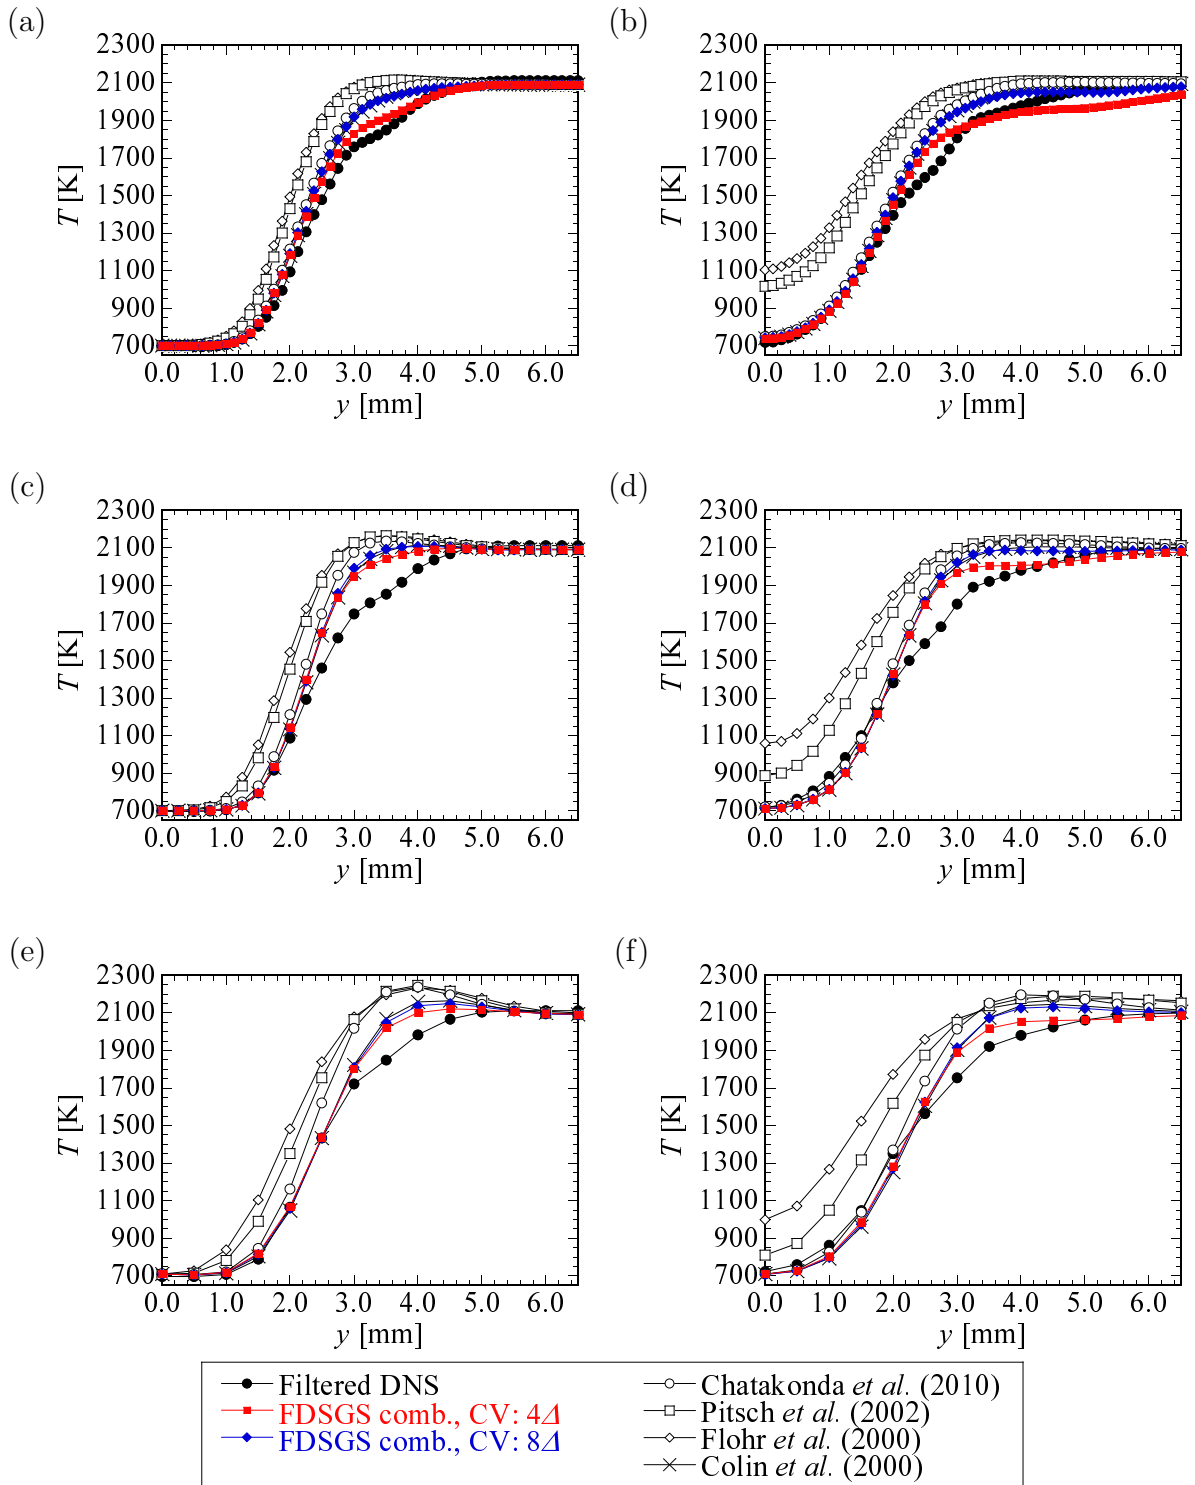 (a)
(b)
2300
2100
1900
1700
1500
1300
1100
900
700
T [K]
0.0 1.0 2.0 3.0 4.0 5.0 6.0
y [mm]
2300
2100
1900
1700
1500
1300
1100
900
700
T [K]
0.0 1.0 2.0 3.0 4.0 5.0 6.0
y [mm]
(c)
(d)
2300
2100
1900
1700
1500
1300
1100
900
700
T [K]
0.0 1.0 2.0 3.0 4.0 5.0 6.0
y [mm]
2300
2100
1900
1700
1500
1300
1100
900
700
T [K]
0.0 1.0 2.0 3.0 4.0 5.0 6.0
y [mm]
(e)
(f)
2300
2100
1900
1700
1500
1300
1100
900
700
T [K]
0.0 1.0 2.0 3.0 4.0 5.0 6.0
y [mm]
2300
2100
1900
1700
1500
1300
1100
900
700
T [K]
0.0 1.0 2.0 3.0 4.0 5.0 6.0
y [mm]
Filtered DNS
FDSGS comb., CV: 4Δ
FDSGS comb., CV: 8Δ
Chatakonda et al. (2010)
Pitsch et al. (2002)
Flohr et al. (2000)
Colin et al. (2000)